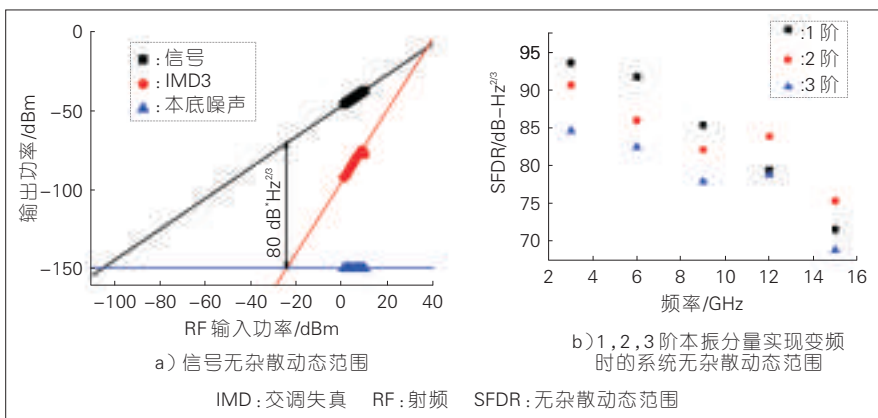 0
−50
−100
−150
输出功率/dBm
:信号
:IMD3
:本底噪声
80 dB*Hz2/3
−100 −80 −60 −40 −20 0 20 40
RF输入功率/dBm
a)信号无杂散动态范围
95
90
85
80
75
70
SFDR/dB-Hz2/3
:1阶
:2阶
:3阶
2 4 6 8 10 12 14 16
频率/GHz
b)1,2,3阶本振分量实现变频
时的系统无杂散动态范围
IMD:交调失真 RF:射频 SFDR:无杂散动态范围